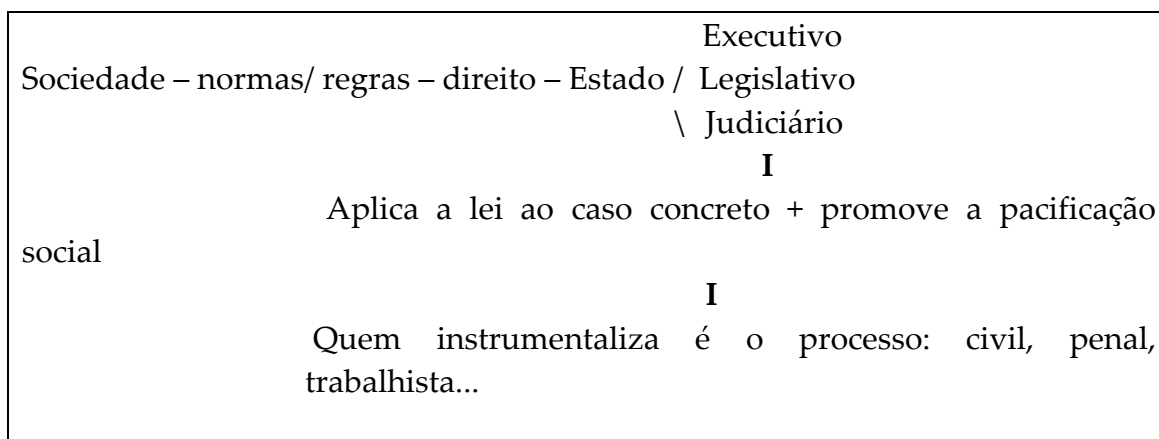 Executivo
Sociedade – normas/ regras – direito – Estado / Legislativo
\ Judiciário
I
Aplica a lei ao caso concreto + promove a pacificação
social
I
Quem instrumentaliza é o processo: civil, penal,
trabalhista...